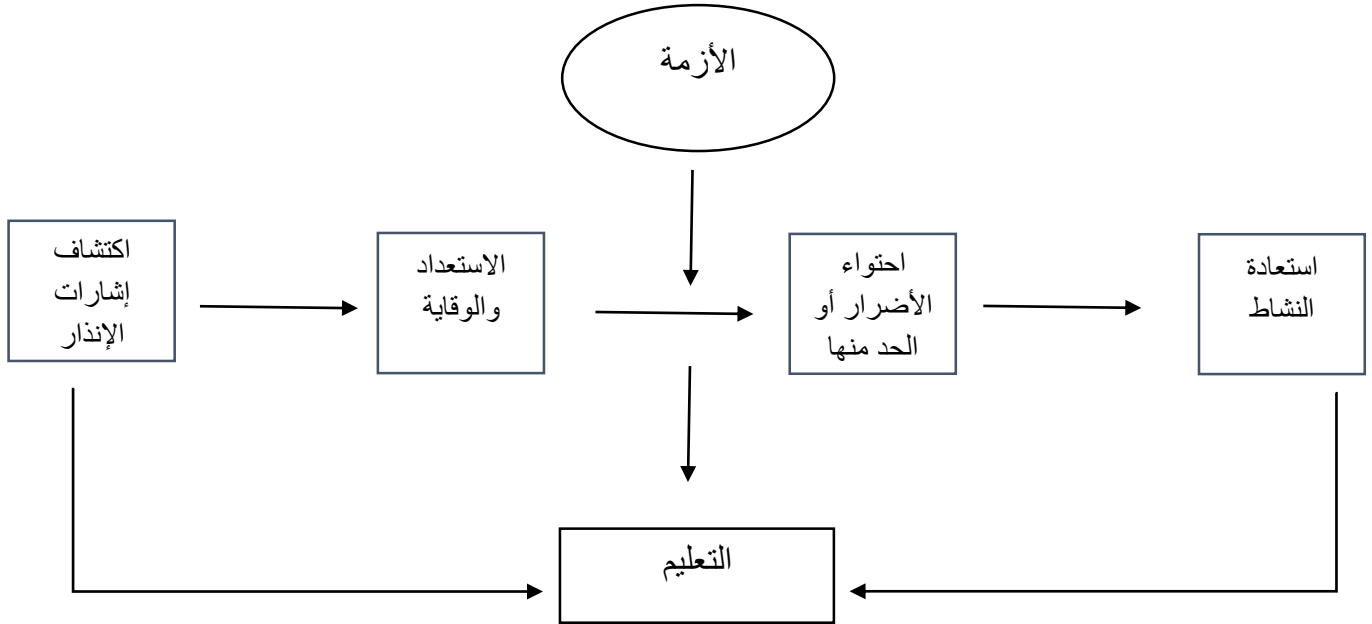 الأزمة
اكتشاف
إشارات
الإنذار
الاستعداد
والوقاية
احتواء
الأضرار أو
الحد منها
استعادة
النشاط
التعليم